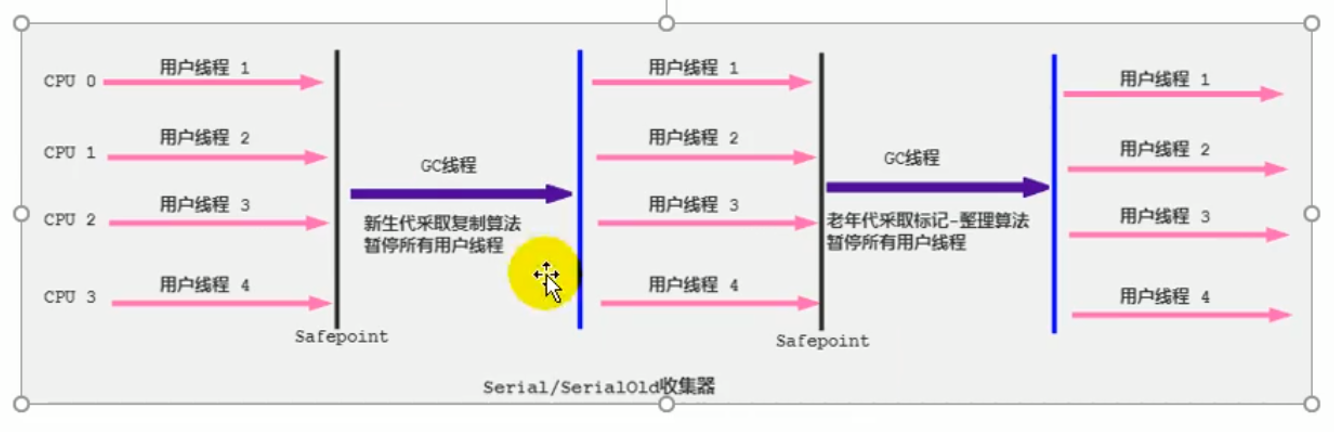 CPU 0
用户线程 1
用户线程 1
用户线程 1
CPU 1
用户线程 2
用户线程 2
用户线程 2
GC线程
GC线程
CPU 2
用户线程 3
新生代采取复制算法
暂停所有用户线程
用户线程 3
老年代采取标记-整理算法
暂停所有用户线程
用户线程 3
CPU 3
用户线程 4
用户线程 4
用户线程 4
Safepoint
Safepoint
Serial/SerialOld收集器